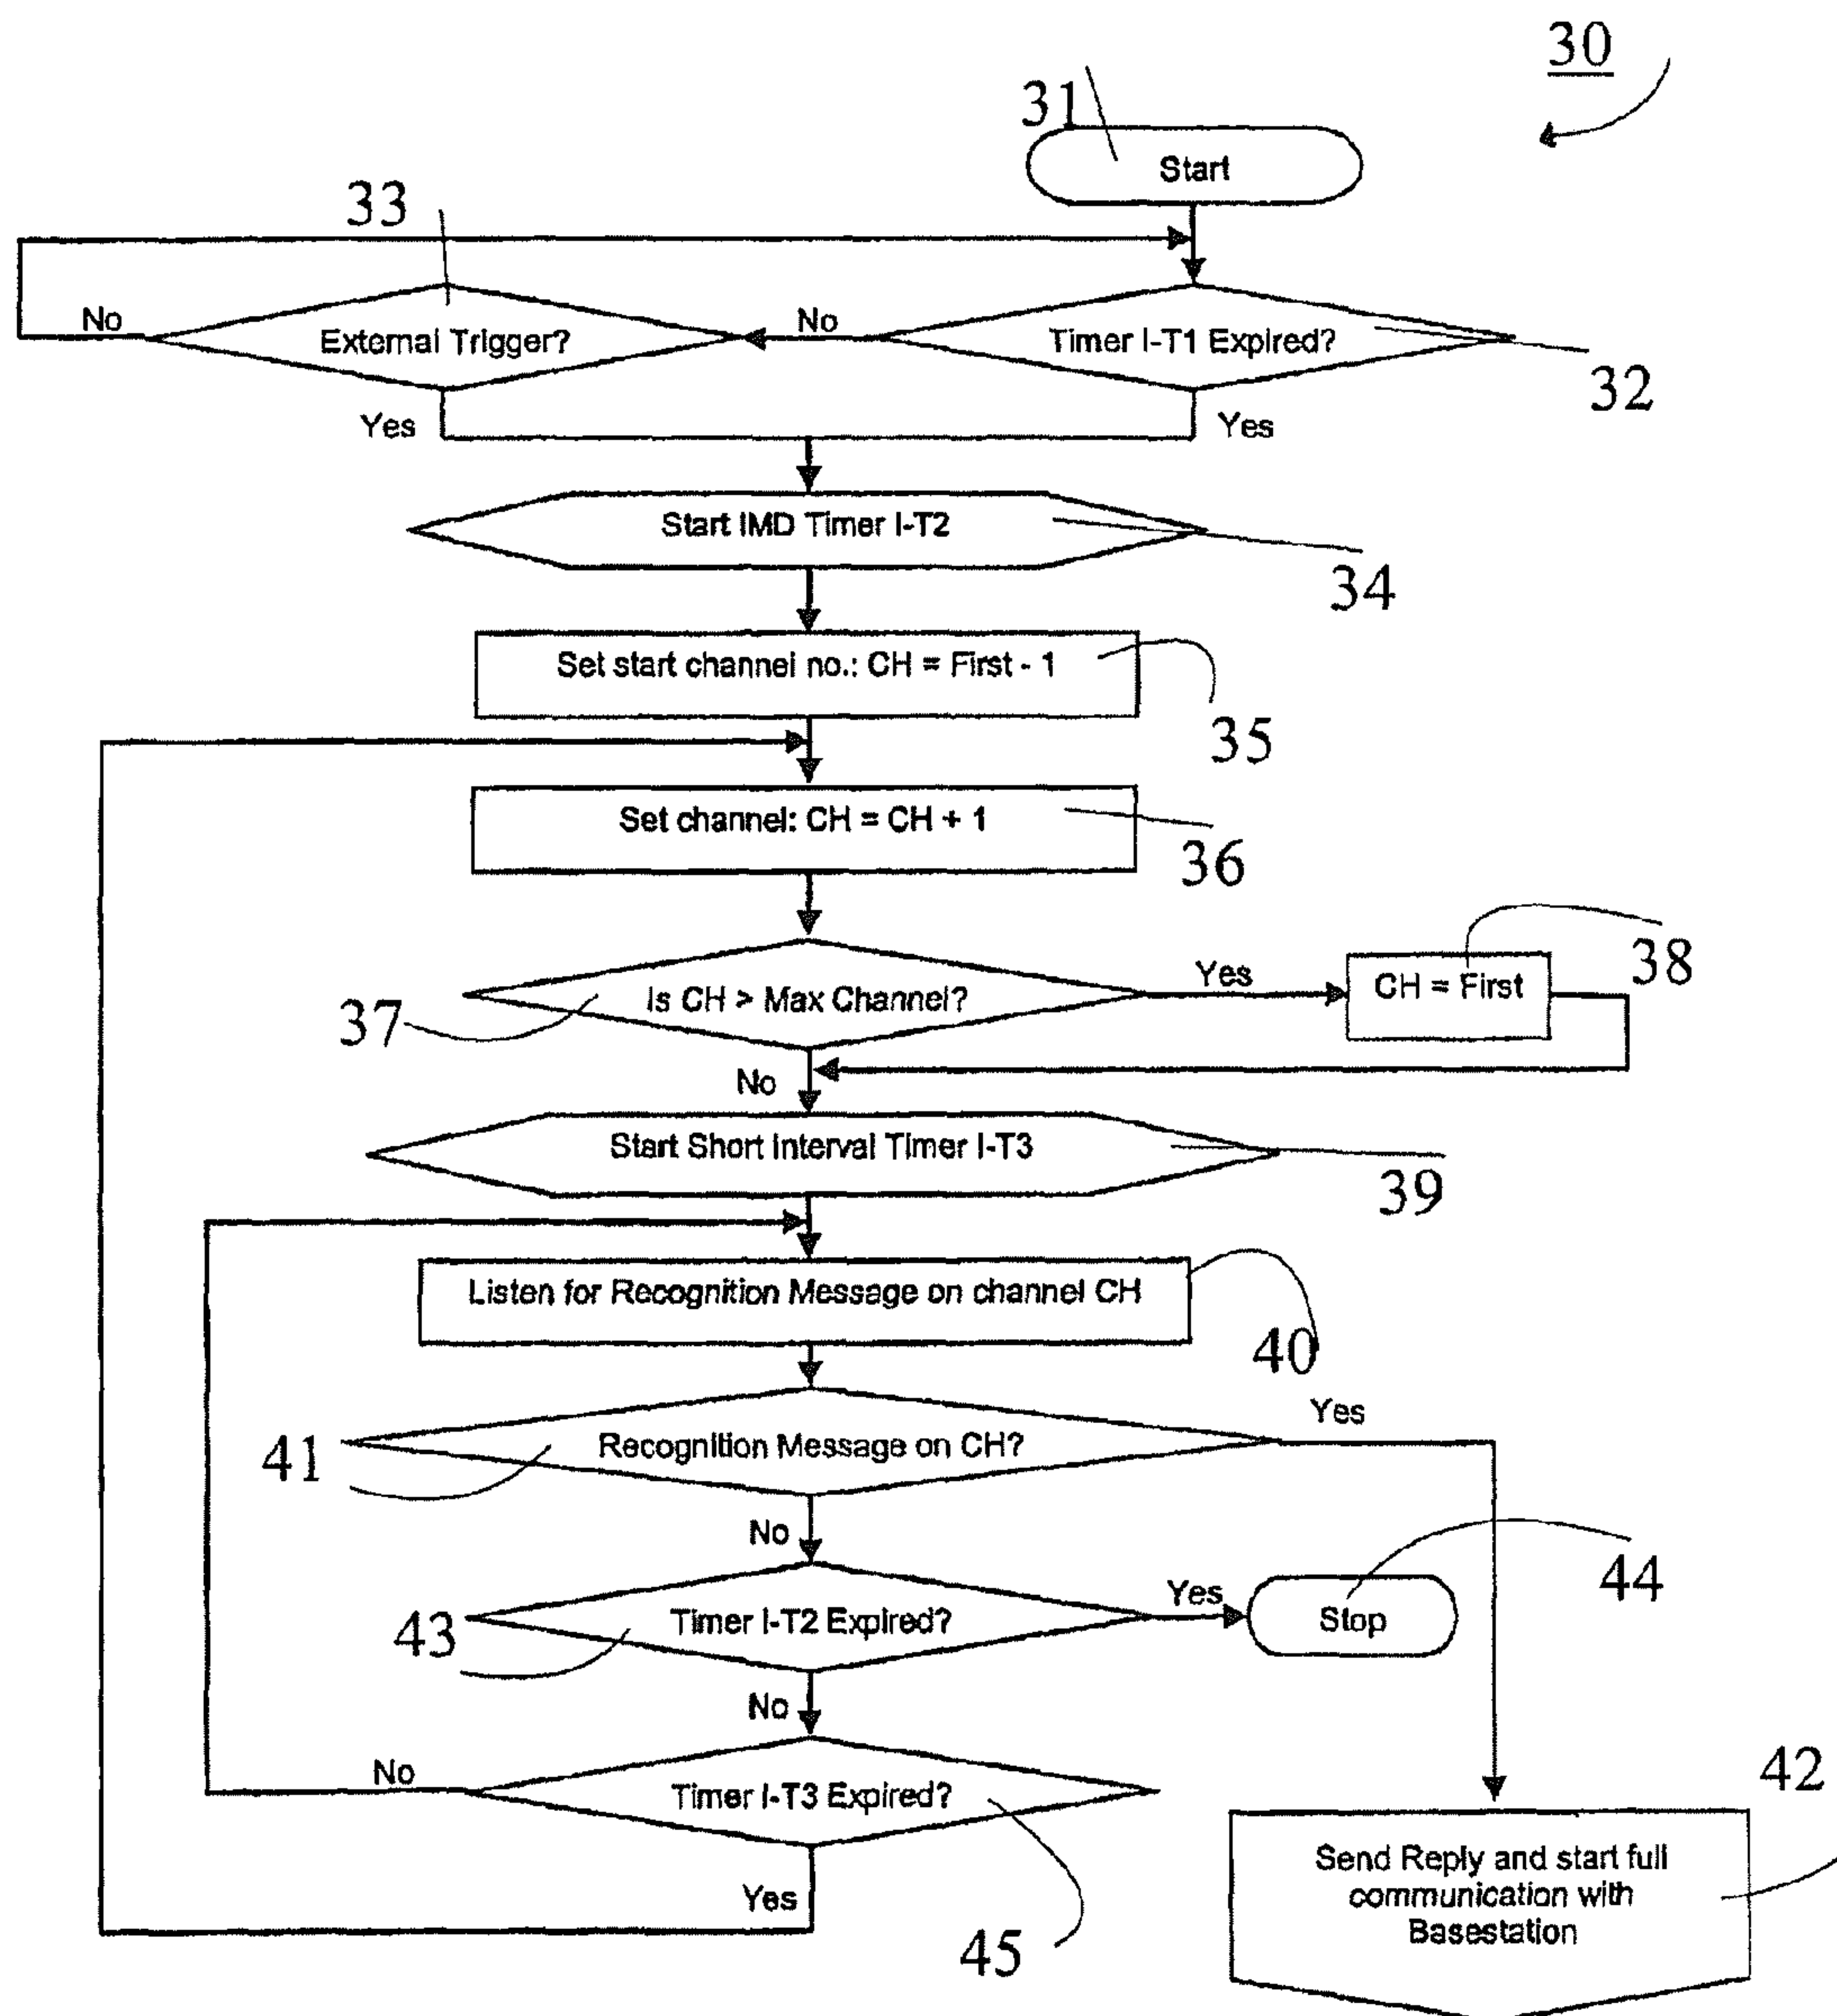 30
31
Start
33
No
External Trigger?
No
Timer I-T1 Expired?
32
Yes
Yes
Start IMD Timer I-T2
34
Set start channel no.: CH = First - 1
35
Set channel: CH = CH + 1
36
37
Is CH > Max Channel?
Yes
CH = First
38
No
Start Short Interval Timer I-T3
39
Listen for Recognition Message on channel CH
40
41
Recognition Message on CH?
Yes
No
43
Timer I-T2 Expired?
Yes
Stop
44
No
No
Timer I-T3 Expired?
42
Send Reply and start full
communication with
Basestation
Yes
45